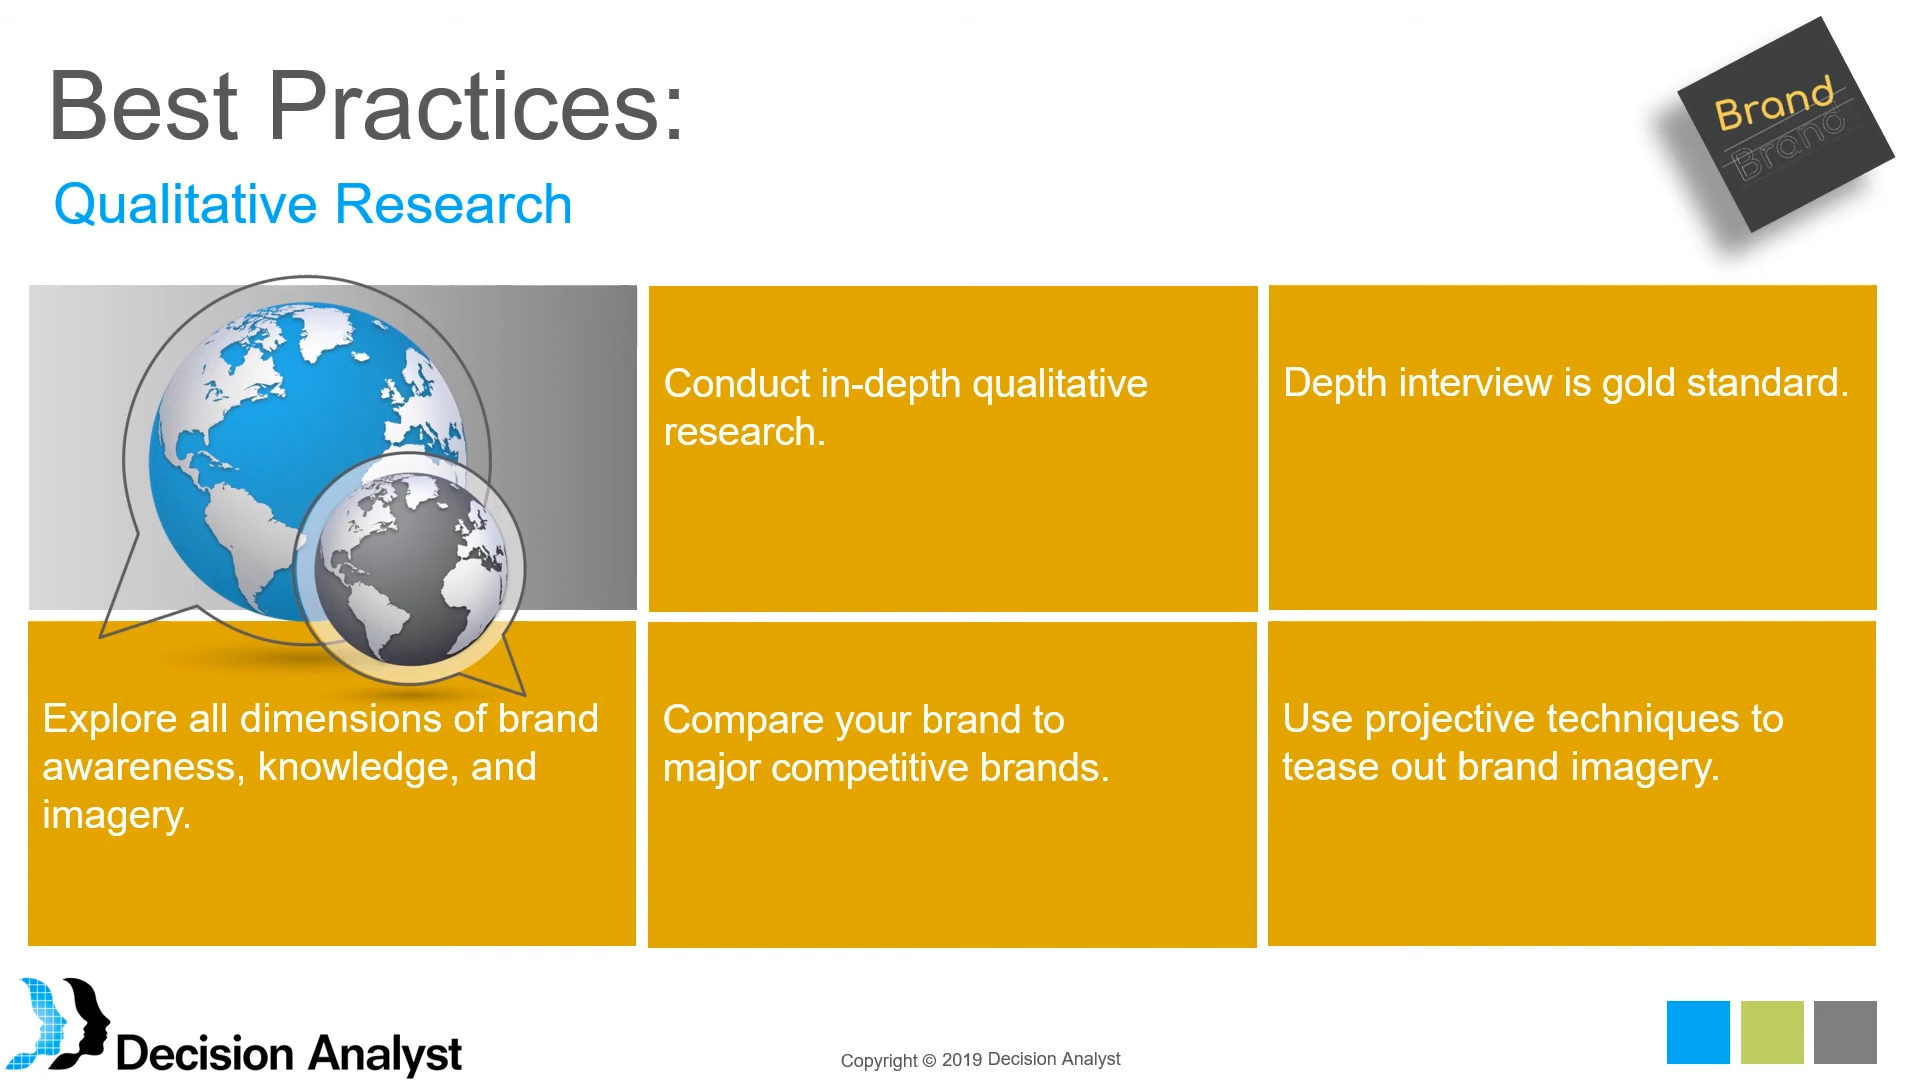 Best Practices:
Qualitative Research
Brand
Brand
Conduct in-depth qualitative
research.
Depth interview is gold standard.
Explore all dimensions of brand
awareness, knowledge, and
imagery.
Compare your brand to
major competitive brands.
Use projective techniques to
tease out brand imagery.
Decision Analyst
Copyright © 2019 Decision Analyst